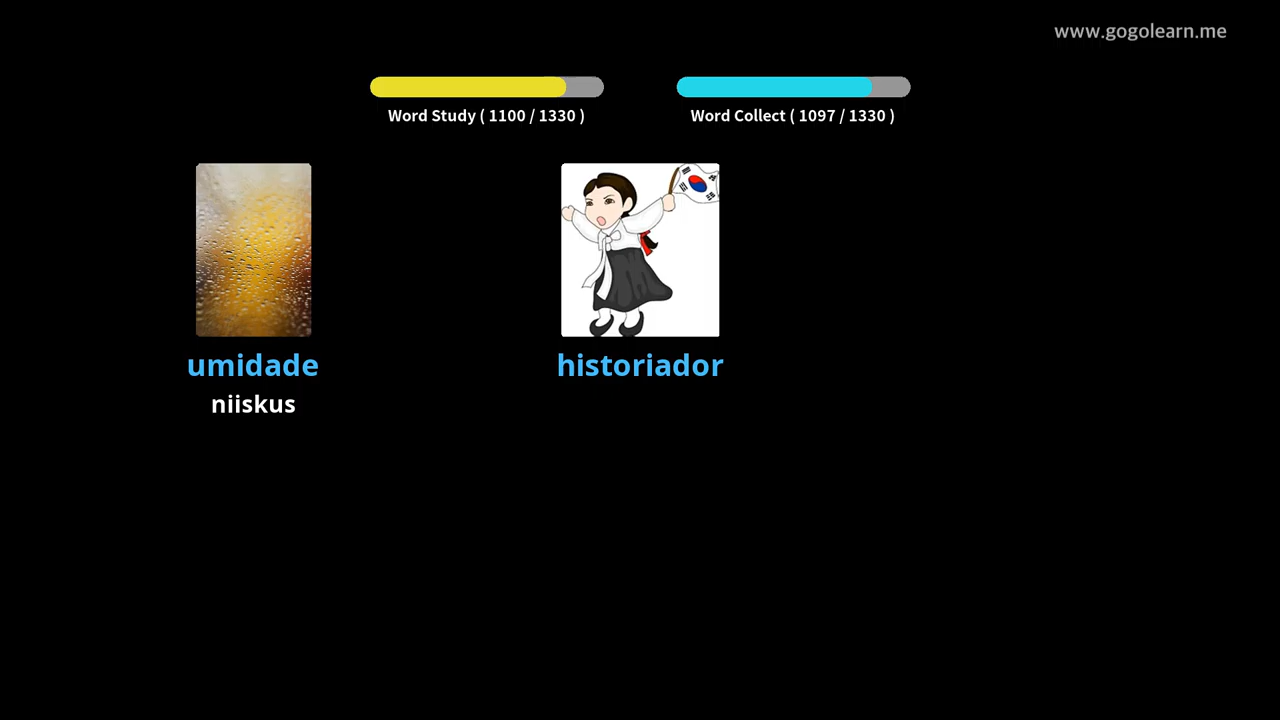 www.gogolearn.me
Word Study ( 1100 / 1330 )
Word Collect ( 1097 / 1330 )
umidade
niiskus
historiador